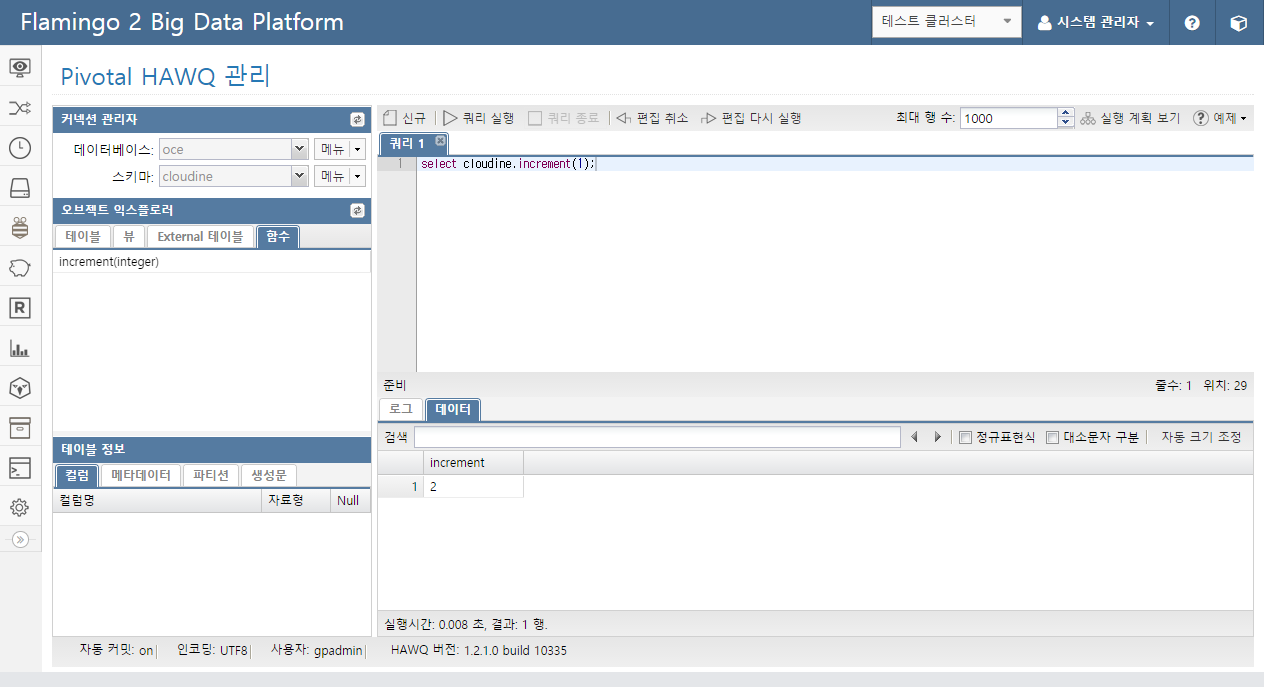 Flamingo 2 Big Data Platform
테스트 클러스터
시스템 관리자
Pivotal HAWQ 관리
커넥션 관리자
데이터베이스: oce 메뉴
스키마: cloudine 메뉴
오브젝트 익스플로러
테이블 뷰 External 테이블 함수
increment(integer)
테이블 정보
컬럼 메타데이터 파티션 생성문
컬럼명 자료형 Null
신규 쿼리 실행 쿼리 종료 편집 취소 편집 다시 실행 최대 행 수: 1000 실행 계획 보기 예제
쿼리 1
1 select cloudine.increment(1);
준비 줄수: 1 위치: 29
로그 데이터
검색 정규표현식 대소문자 구분 자동 크기 조정
increment
1 2
실행시간: 0.008 초, 결과: 1 행.
자동 커밋: on 인코딩: UTF8 사용자: gpadmin HAWQ 버전: 1.2.1.0 build 10335